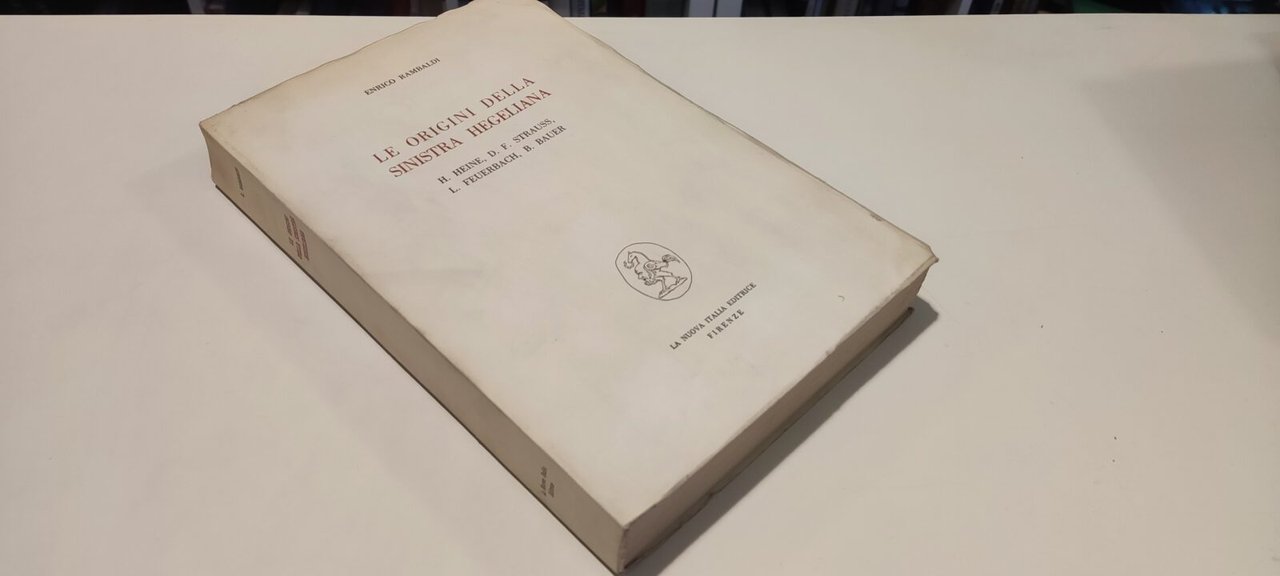 ENRICO RAMBALDI
LE ORIGINI DELLA
SINISTRA HEGELIANA
H. HEINE, D. F. STRAUSS,
L. FEUERBACH, B. BAUER
LA NUOVA ITALIA EDITRICE
FIRENZE